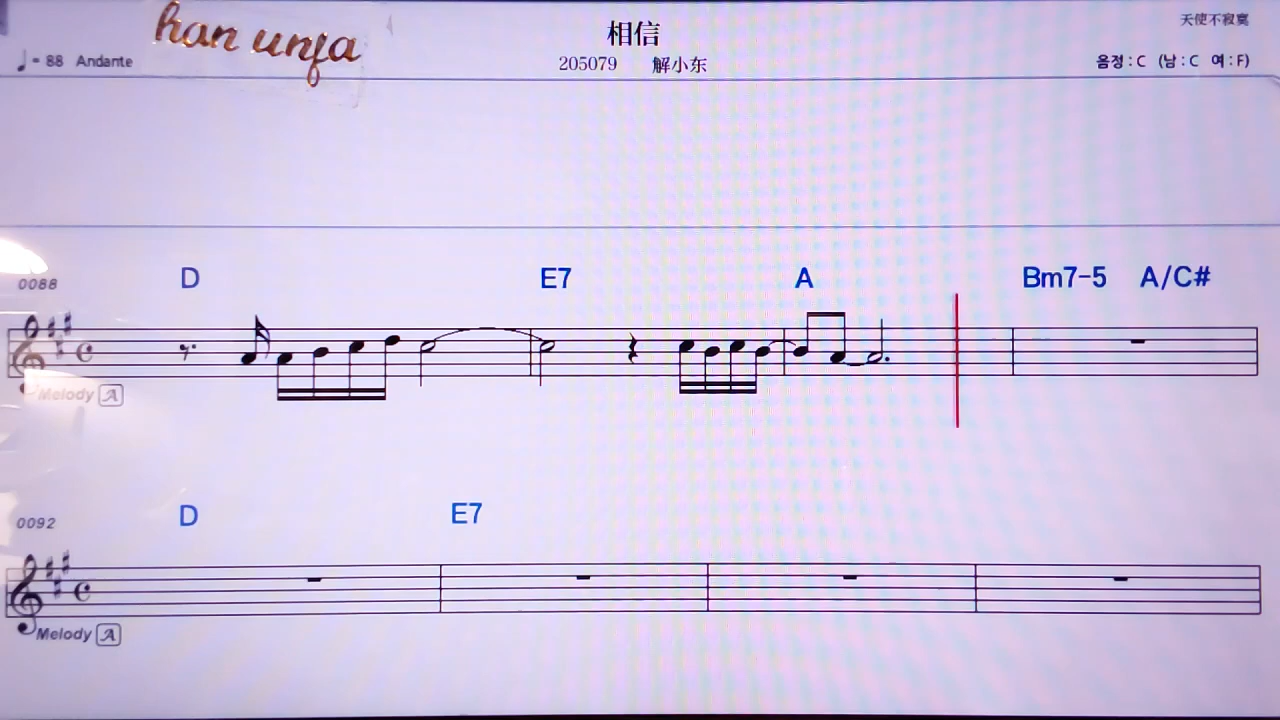 han unfa
相信
天使不寂寞
♩= 88 Andante
205079 解小东
음정 : C (남 : C 여 : F)
0088 D E7 A Bm7-5 A/C#
Melody A
0092 D E7
Melody A